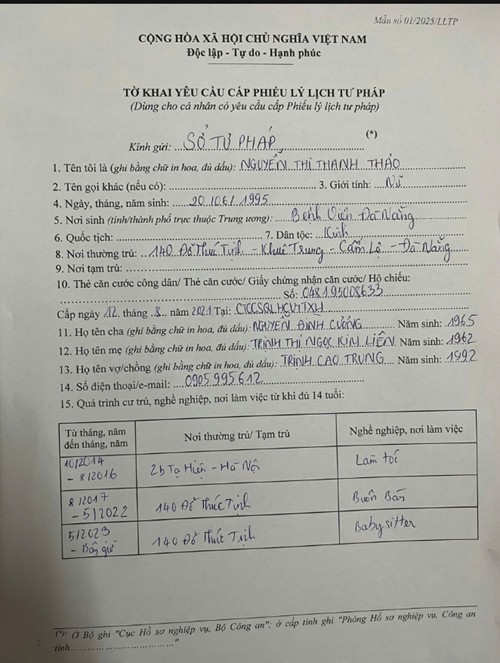 Mẫu số 01/2025/LLTP
CỘNG HÒA XÃ HỘI CHỦ NGHĨA VIỆT NAM
Độc lập - Tự do - Hạnh phúc
TỜ KHAI YÊU CẦU CẤP PHIẾU LÝ LỊCH TƯ PHÁP
(Dùng cho cá nhân có yêu cầu cấp Phiếu lý lịch tư pháp)
Kính gửi: SỞ TƯ PHÁP (*)
1. Tên tôi là (ghi bằng chữ in hoa, đủ dấu): NGUYỄN THỊ THANH THẢO
2. Tên gọi khác (nếu có): 3. Giới tính: Nữ
4. Ngày, tháng, năm sinh: 20/06/1995
5. Nơi sinh (tỉnh/thành phố trực thuộc Trung ương): Bệnh Viện Đà Nẵng
6. Quốc tịch: 7. Dân tộc: Kinh
8. Nơi thường trú: 140 Đỗ Thúc Tịnh - Khuê Trung - Cẩm Lệ - Đà Nẵng
9. Nơi tạm trú:
10. Thẻ căn cước công dân/ Thẻ căn cước/ Giấy chứng nhận căn cước/ Hộ chiếu:
Số: 048195008633
Cấp ngày 12 tháng 8 năm 2021 Tại: CTCCSQLHCVTTXH
11. Họ tên cha (ghi bằng chữ in hoa, đủ dấu): NGUYỄN ĐÌNH CƯỜNG Năm sinh: 1965
12. Họ tên mẹ (ghi bằng chữ in hoa, đủ dấu): TRỊNH THỊ NGỌC KIM LIÊN Năm sinh: 1962
13. Họ tên vợ/chồng (ghi bằng chữ in hoa, đủ dấu): TRỊNH CAO TRUNG Năm sinh: 1992
14. Số điện thoại/e-mail: 0905995612
15. Quá trình cư trú, nghề nghiệp, nơi làm việc từ khi đủ 14 tuổi:
Từ tháng, năm
đến tháng, năm
Nơi thường trú/ Tạm trú
Nghề nghiệp, nơi làm việc
10/2014
- 8/2016
25 Tạ Hiện - Hà Nội
Làm tóc
8/2017
- 5/2022
140 Đỗ Thúc Tịnh
Buôn Bán
5/2023
- Bây giờ
140 Đỗ Thúc Tịnh
Babysitter
(*): Ở Bộ ghi "Cục Hồ sơ nghiệp vụ, Bộ Công an"; ở cấp tỉnh ghi "Phòng Hồ sơ nghiệp vụ, Công an
tỉnh